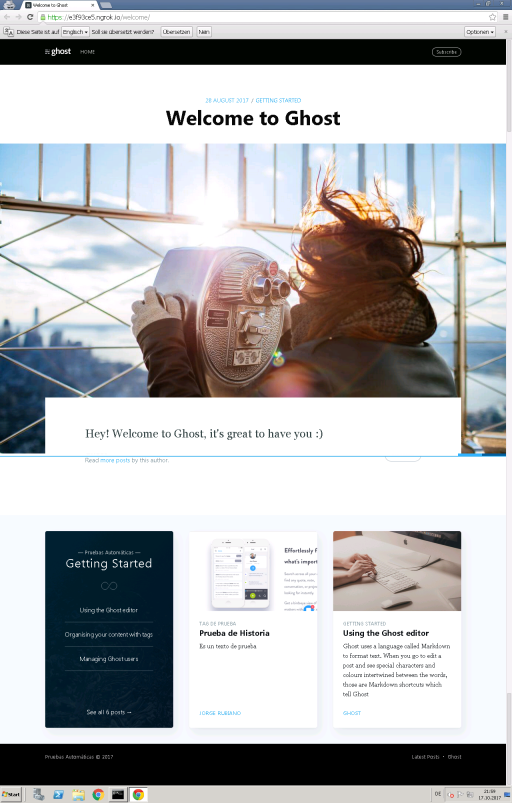 Welcome to Ghost
https://e3f93ce5.ngrok.io/welcome/
Diese Seite ist auf Englisch Soll sie übersetzt werden? Übersetzen Nein Optionen
ghost HOME Subscribe
28 AUGUST 2017 / GETTING STARTED
Welcome to Ghost
Hey! Welcome to Ghost, it's great to have you :)
Read more posts by this author.
— Pruebas Automáticas —
Getting Started
Using the Ghost editor
Organising your content with tags
Managing Ghost users
See all 6 posts →
Effortlessly F
what's import
TAG DE PRUEBA
Prueba de Historia
Es un texto de prueba
JORGE RUBIANO
GETTING STARTED
Using the Ghost editor
Ghost uses a language called Markdown
to format text. When you go to edit a
post and see special characters and
colours intertwined between the words,
those are Markdown shortcuts which
tell Ghost
GHOST
Pruebas Automáticas © 2017
Latest Posts · Ghost
Start
DE
21:59
17.10.2017